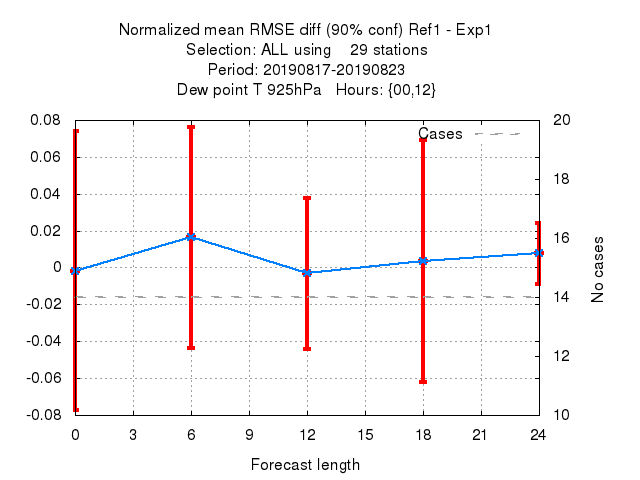 Normalized mean RMSE diff (90% conf) Ref1 - Exp1
Selection: ALL using    29 stations
Period: 20190817-20190823
Dew point T 925hPa   Hours: {00,12}
Cases
0.08
0.06
0.04
0.02
0
-0.02
-0.04
-0.06
-0.08
20
18
16
14
12
10
No cases
0 3 6 9 12 15 18 21 24
Forecast length